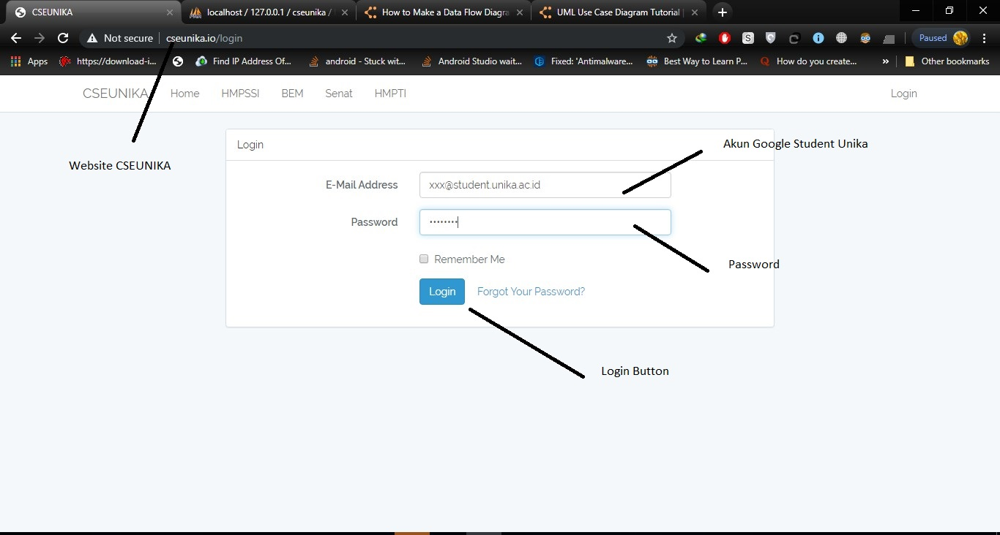 CSEUNIKA
localhost / 127.0.0.1 / cseunika /
How to Make a Data Flow Diagra
UML Use Case Diagram Tutorial
Not secure
cseunika.io/login
Paused
Apps
https://download-i...
Find IP Address Of...
android - Stuck wit...
Android Studio wait...
Fixed: 'Antimalware...
Best Way to Learn P...
How do you create...
»
Other bookmarks
CSEUNIKA
Home
HMPSSI
BEM
Senat
HMPTI
Login
Website CSEUNIKA
Login
Akun Google Student Unika
E-Mail Address
xxx@student.unika.ac.id
Password
••••••••
Password
Remember Me
Login
Forgot Your Password?
Login Button